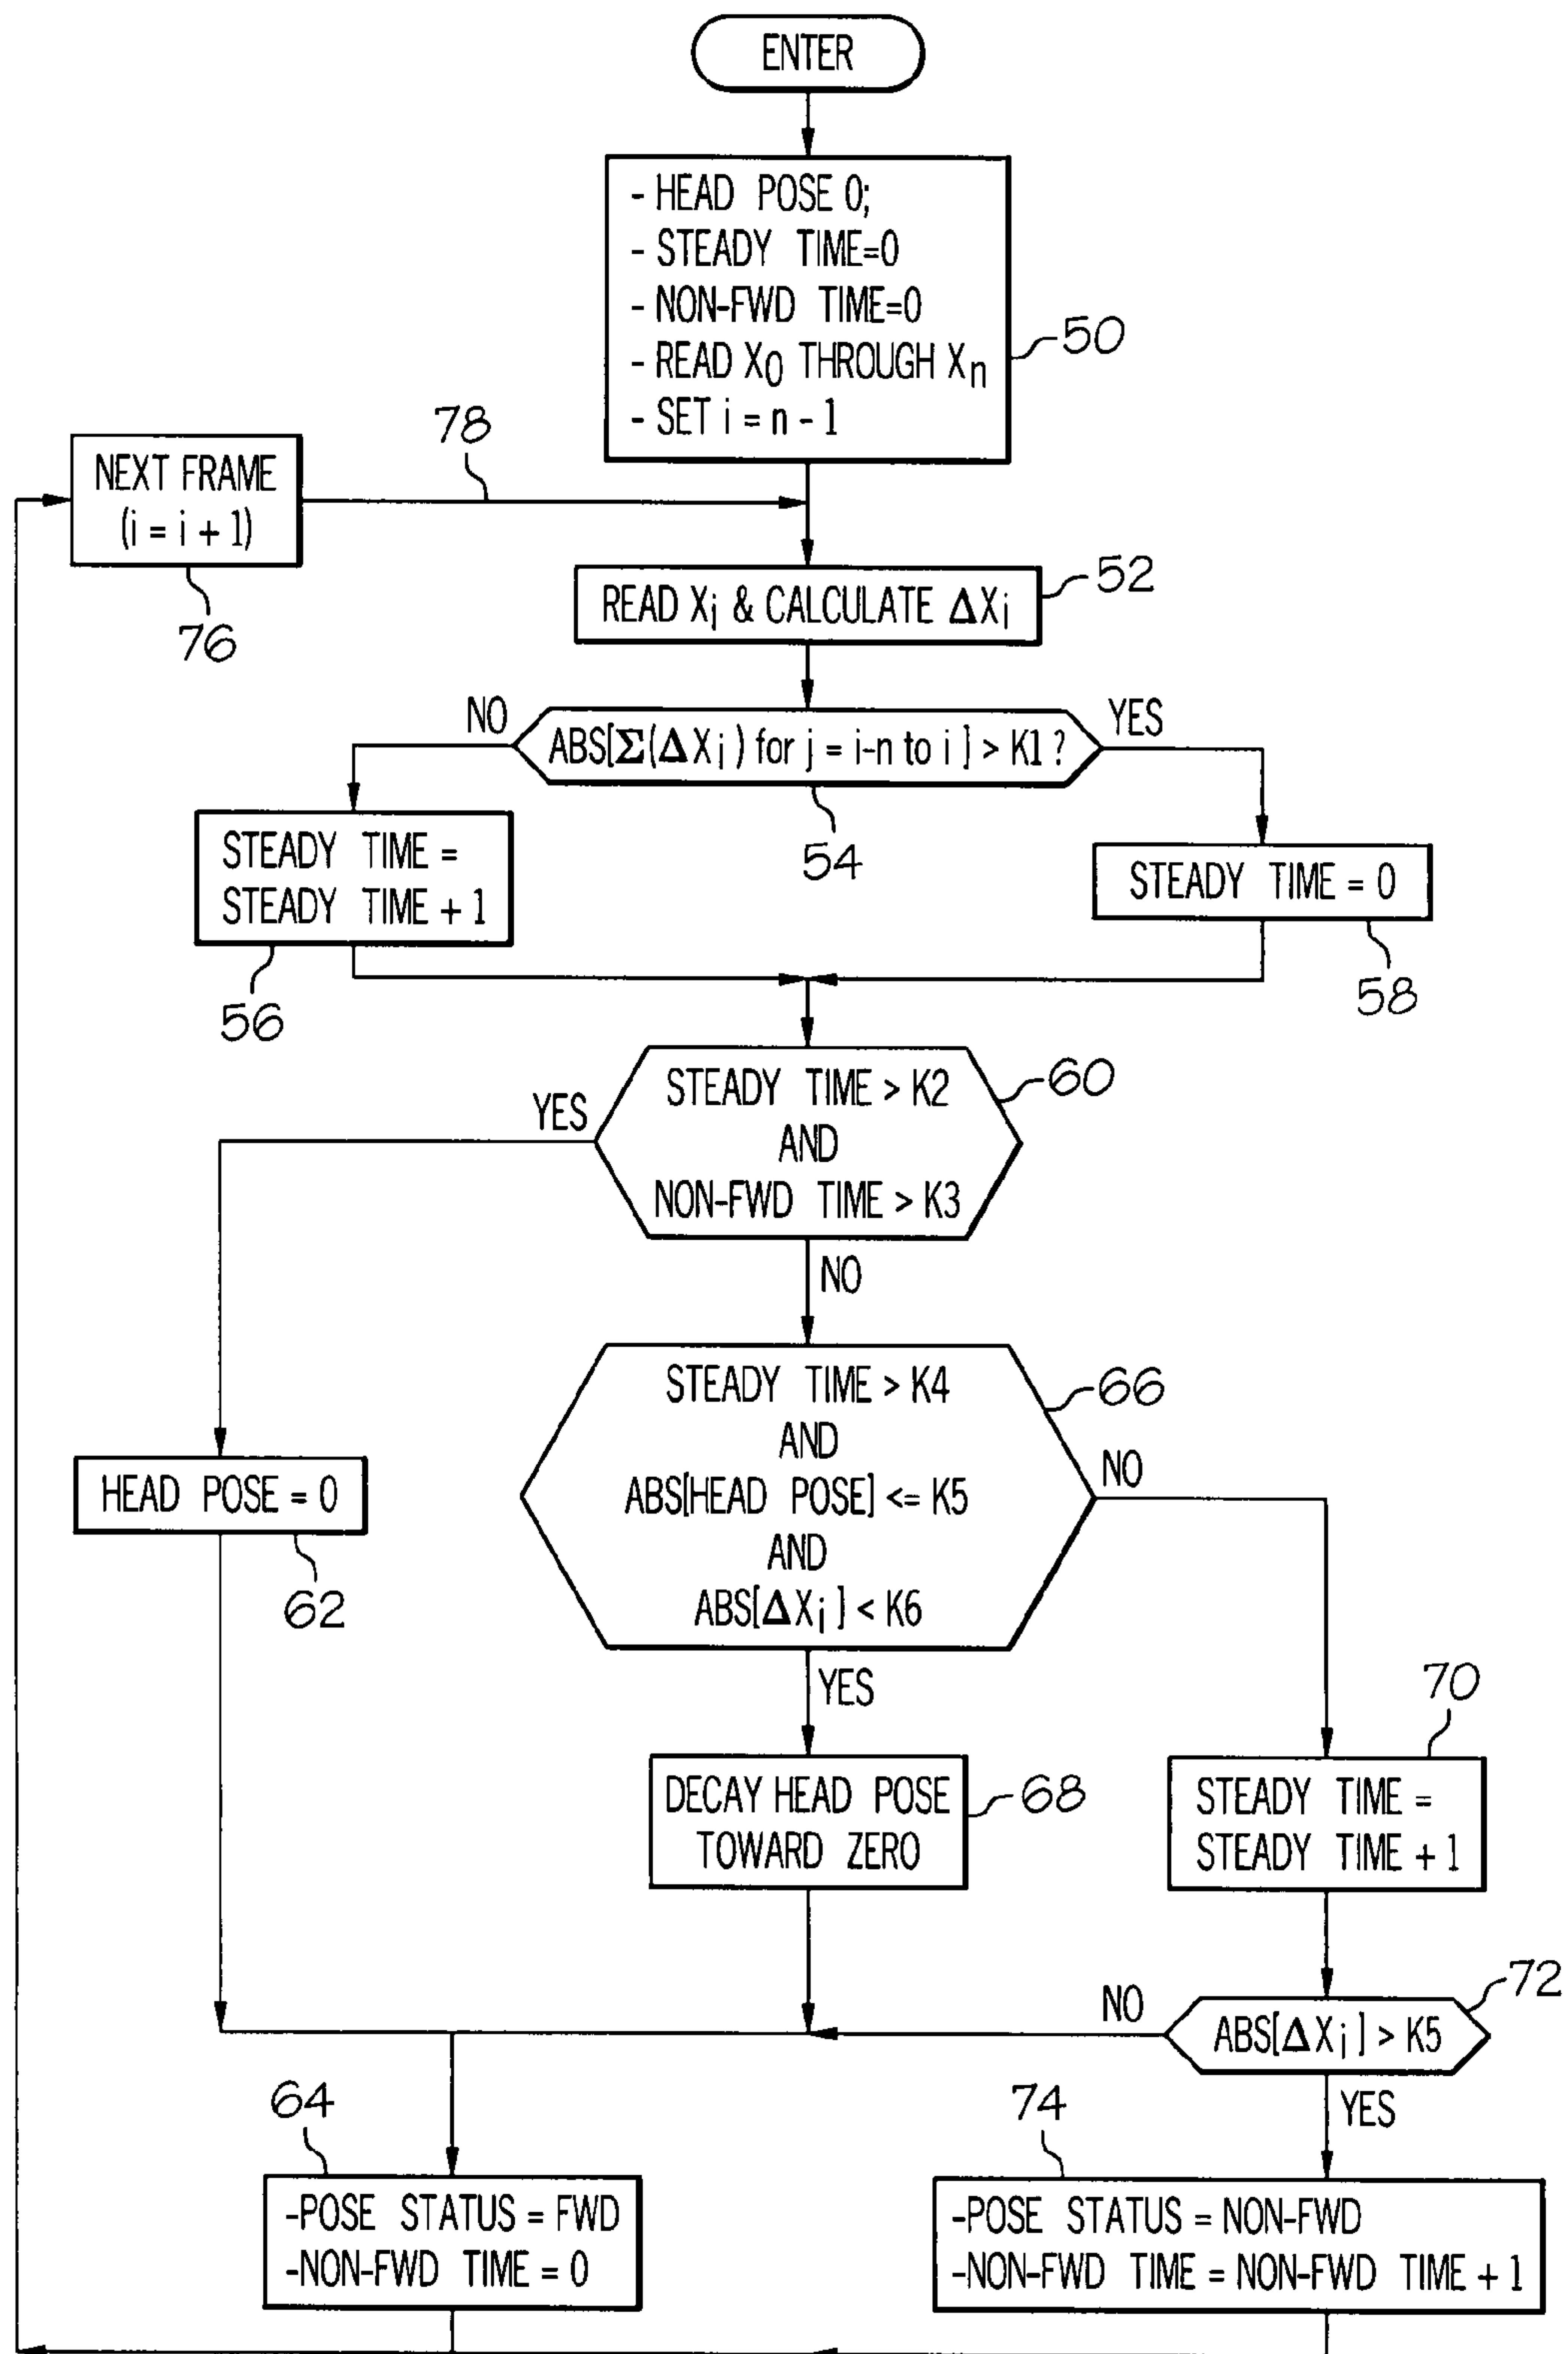 ENTER
- HEAD POSE 0;
- STEADY TIME=0
- NON-FWD TIME=0
- READ X0 THROUGH Xn
- SET i = n - 1
50
78
NEXT FRAME
(i = i + 1)
76
READ Xi & CALCULATE ΔXi
52
NO
ABS[Σ(ΔXj) for j = i-n to i] > K1?
YES
54
STEADY TIME =
STEADY TIME + 1
56
STEADY TIME = 0
58
STEADY TIME > K2
AND
NON-FWD TIME > K3
60
YES
NO
STEADY TIME > K4
AND
ABS[HEAD POSE] <= K5
AND
ABS[ΔXi] < K6
66
NO
YES
HEAD POSE = 0
62
DECAY HEAD POSE
TOWARD ZERO
68
70
STEADY TIME =
STEADY TIME + 1
NO
ABS[ΔXi] > K5
72
YES
64
-POSE STATUS = FWD
-NON-FWD TIME = 0
74
-POSE STATUS = NON-FWD
-NON-FWD TIME = NON-FWD TIME + 1